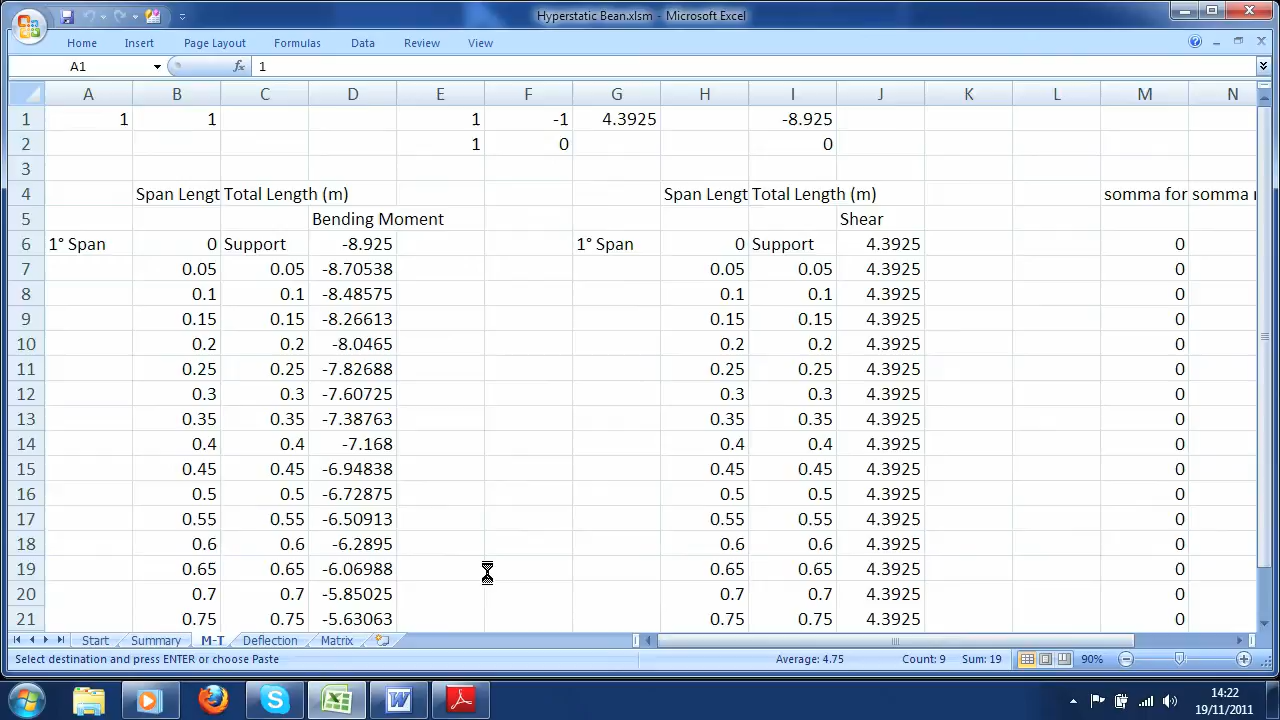 Hyperstatic Bean.xlsm - Microsoft Excel
Home Insert Page Layout Formulas Data Review View
A1 fx 1
A B C D E F G H I J K L M N
1 1 1 1 -1 4.3925 -8.925
2 1 0 0
3
4 Span Lengt Total Length (m) Span Lengt Total Length (m) somma for somma
5 Bending Moment Shear
6 1° Span 0 Support -8.925 1° Span 0 Support 4.3925 0
7 0.05 0.05 -8.70538 0.05 0.05 4.3925 0
8 0.1 0.1 -8.48575 0.1 0.1 4.3925 0
9 0.15 0.15 -8.26613 0.15 0.15 4.3925 0
10 0.2 0.2 -8.0465 0.2 0.2 4.3925 0
11 0.25 0.25 -7.82688 0.25 0.25 4.3925 0
12 0.3 0.3 -7.60725 0.3 0.3 4.3925 0
13 0.35 0.35 -7.38763 0.35 0.35 4.3925 0
14 0.4 0.4 -7.168 0.4 0.4 4.3925 0
15 0.45 0.45 -6.94838 0.45 0.45 4.3925 0
16 0.5 0.5 -6.72875 0.5 0.5 4.3925 0
17 0.55 0.55 -6.50913 0.55 0.55 4.3925 0
18 0.6 0.6 -6.2895 0.6 0.6 4.3925 0
19 0.65 0.65 -6.06988 0.65 0.65 4.3925 0
20 0.7 0.7 -5.85025 0.7 0.7 4.3925 0
21 0.75 0.75 -5.63063 0.75 0.75 4.3925 0
Start Summary M-T Deflection Matrix
Select destination and press ENTER or choose Paste Average: 4.75 Count: 9 Sum: 19 90%
14:22
19/11/2011